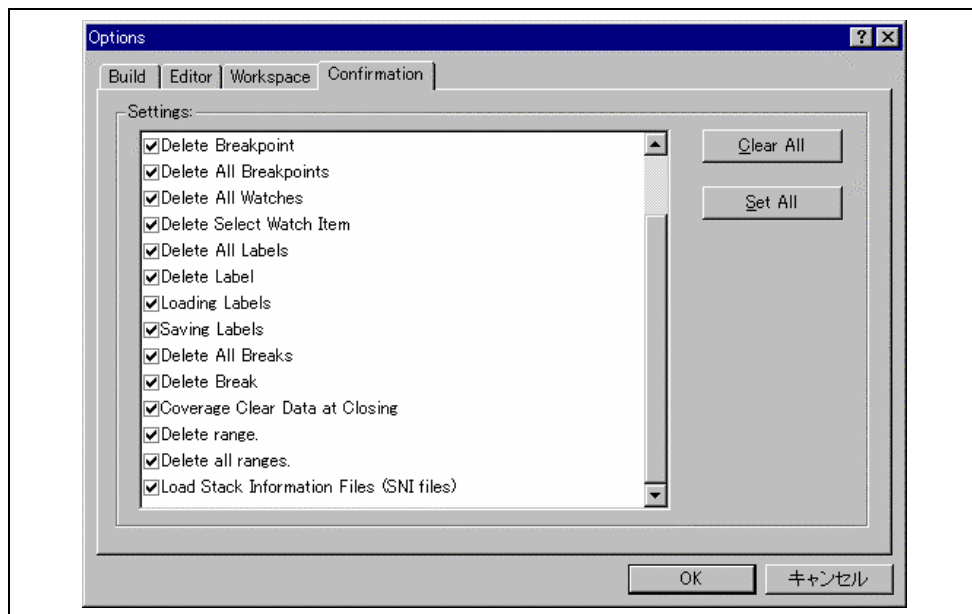 Options
Build Editor Workspace Confirmation
Settings:
Delete Breakpoint
Delete All Breakpoints
Delete All Watches
Delete Select Watch Item
Delete All Labels
Delete Label
Loading Labels
Saving Labels
Delete All Breaks
Delete Break
Coverage Clear Data at Closing
Delete range.
Delete all ranges.
Load Stack Information Files (SNI files)
Clear All
Set All
OK キャンセル